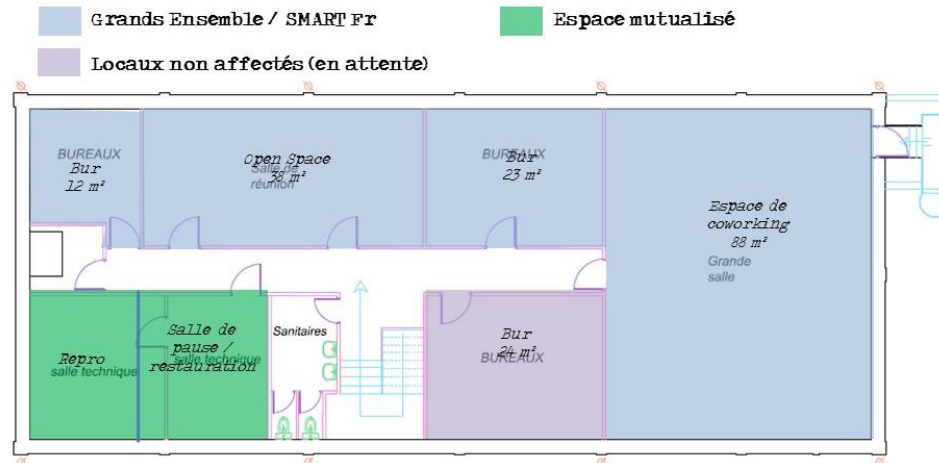 Grands Ensemble / SMART Fr
Espace mutualisé
Locaux non affectés (en attente)
BUREAUX
Bur
12 m²
Open Space
Salle de
38 m²
réunion
BUREAUX
Bur
23 m²
Espace de
coworking
88 m²
Grande
salle
Repro
salle technique
Salle de
pause /
salle technique
restauration
Sanitaires
Bur
24 m²
BUREAUX